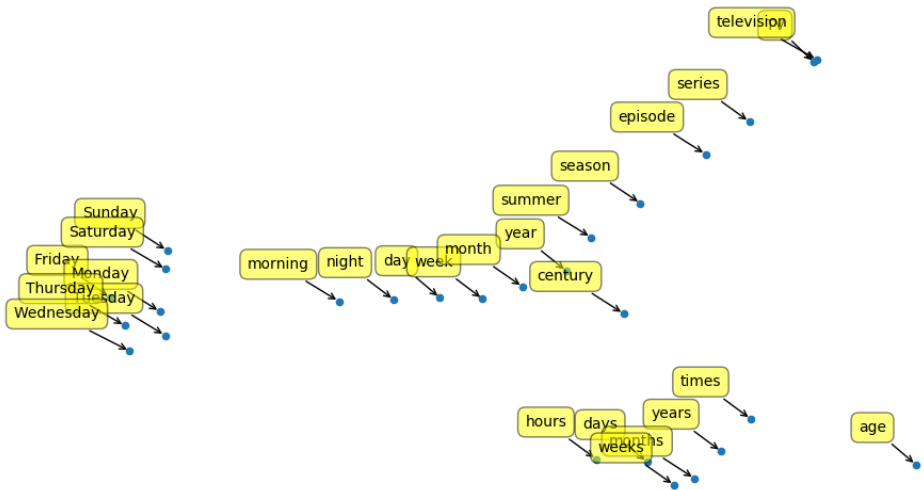 television
TV
series
episode
season
summer
Sunday
Saturday
year
month
Friday
morning
night
day
week
Monday
century
Thursday
Tuesday
Wednesday
times
years
hours
days
age
months
weeks